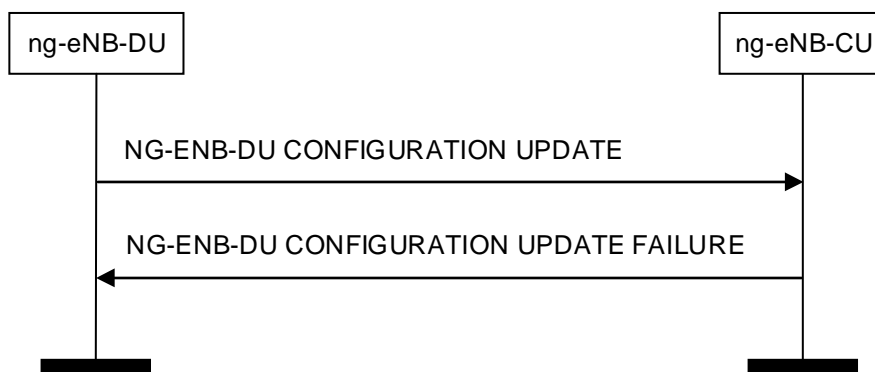 ng-eNB-DU
ng-eNB-CU
NG-ENB-DU CONFIGURATION UPDATE
NG-ENB-DU CONFIGURATION UPDATE FAILURE